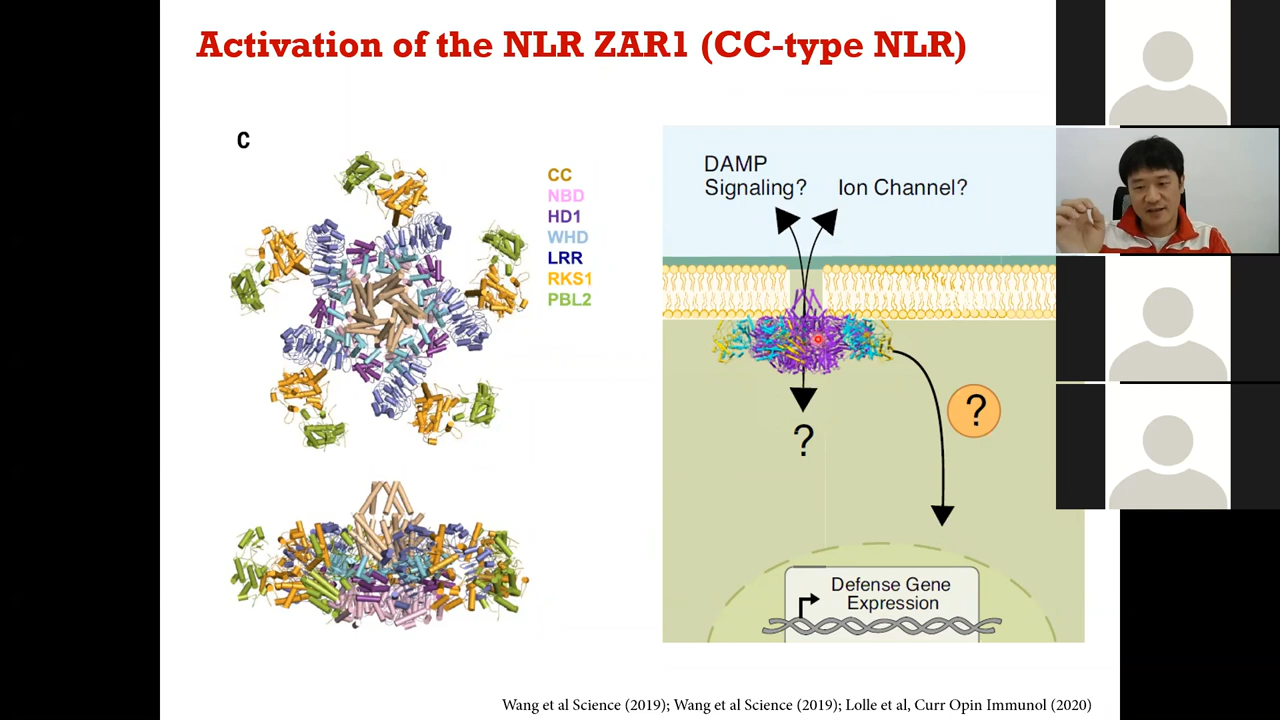 Activation of the NLR ZAR1 (CC-type NLR)
C
CC
NBD
HD1
WHD
LRR
RKS1
PBL2
DAMP
Signaling?
Ion Channel?
?
?
Defense Gene
Expression
Wang et al Science (2019); Wang et al Science (2019); Lolle et al, Curr Opin Immunol (2020)